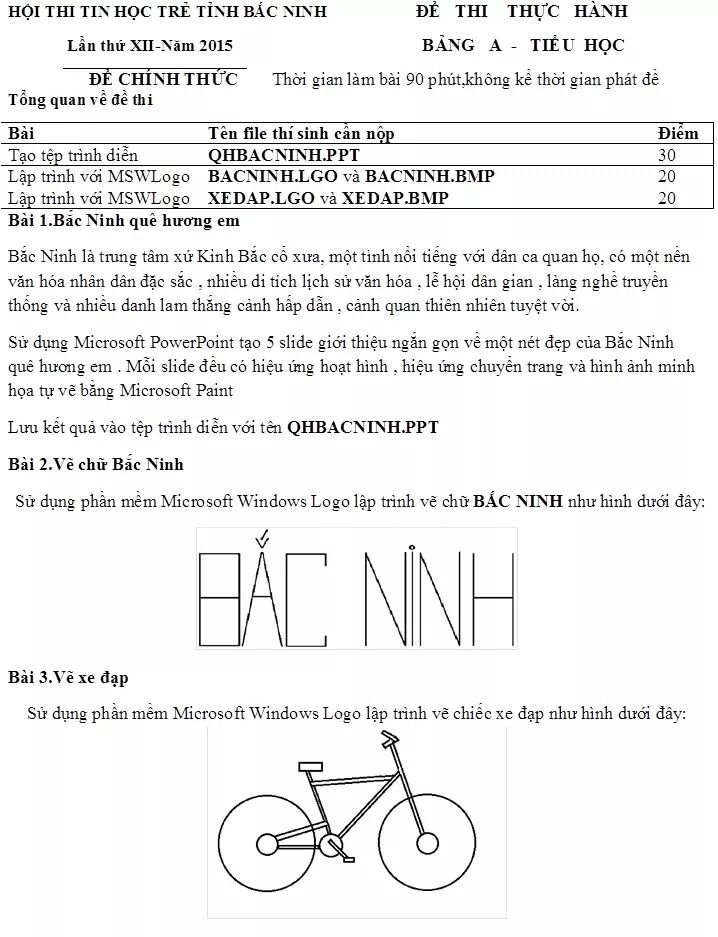 HỘI THI TIN HỌC TRẺ TỈNH BẮC NINH
ĐỀ THI THỰC HÀNH
Lần thứ XII-Năm 2015
BẢNG A - TIỂU HỌC
ĐỀ CHÍNH THỨC
Thời gian làm bài 90 phút,không kể thời gian phát đề
Tổng quan về đề thi
Bài Tên file thí sinh cần nộp Điểm
Tạo tệp trình diễn QHBACNINH.PPT 30
Lập trình với MSWLogo BACNINH.LGO và BACNINH.BMP 20
Lập trình với MSWLogo XEDAP.LGO và XEDAP.BMP 20
Bài 1.Bắc Ninh quê hương em
Bắc Ninh là trung tâm xứ Kinh Bắc cổ xưa, một tỉnh nổi tiếng với dân ca quan họ, có một nền
văn hóa nhân dân đặc sắc , nhiều di tích lịch sử văn hóa , lễ hội dân gian , làng nghề truyền
thống và nhiều danh lam thắng cảnh hấp dẫn , cảnh quan thiên nhiên tuyệt vời.
Sử dụng Microsoft PowerPoint tạo 5 slide giới thiệu ngắn gọn về một nét đẹp của Bắc Ninh
quê hương em . Mỗi slide đều có hiệu ứng hoạt hình , hiệu ứng chuyển trang và hình ảnh minh
họa tự vẽ bằng Microsoft Paint
Lưu kết quả vào tệp trình diễn với tên QHBACNINH.PPT
Bài 2.Vẽ chữ Bắc Ninh
Sử dụng phần mềm Microsoft Windows Logo lập trình vẽ chữ BẮC NINH như hình dưới đây:
BẮC NINH
Bài 3.Vẽ xe đạp
Sử dụng phần mềm Microsoft Windows Logo lập trình vẽ chiếc xe đạp như hình dưới đây: